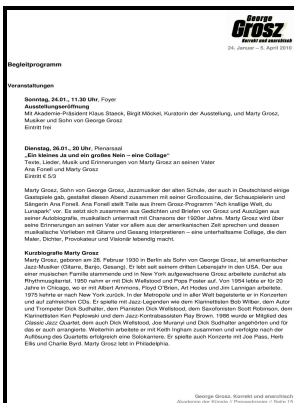 George
Grosz
Korrekt und anarchisch
24. Januar – 5. April 2010
Begleitprogramm
Veranstaltungen
Sonntag, 24.01., 11.30 Uhr, Foyer
Ausstellungseröffnung
Mit Akademie-Präsident Klaus Staeck, Birgit Möckel, Kuratorin der Ausstellung, und Marty Grosz,
Musiker und Sohn von George Grosz
Eintritt frei
Dienstag, 26.01., 20 Uhr, Plenarsaal
„Ein kleines Ja und ein großes Nein – eine Collage"
Texte, Lieder, Musik und Erinnerungen von Marty Grosz an seinen Vater
Ana Fonell und Marty Grosz
Eintritt € 5/3
Marty Grosz, Sohn von George Grosz, Jazzmusiker der alten Schule, der auch in Deutschland einige
Gastspiele gab, gestaltet diesen Abend zusammen mit seiner Großcousine, der Schauspielerin und
Sängerin Ana Fonell. Ana Fonell stellt Teile aus ihrem Grosz-Programm "Ach knallige Welt, du
Lunapark" vor. Es setzt sich zusammen aus Gedichten und Briefen von Grosz und Auszügen aus
seiner Autobiografie, musikalisch untermalt mit Chansons der 1920er Jahre. Marty Grosz wird über
seine Erinnerungen an seinen Vater vor allem aus der amerikanischen Zeit sprechen und dessen
musikalische Vorlieben mit Gitarre und Gesang interpretieren – eine unterhaltsame Collage, die den
Maler, Dichter, Provokateur und Visionär lebendig macht.
Kurzbiografie Marty Grosz
Marty Grosz, geboren am 28. Februar 1930 in Berlin als Sohn von George Grosz, ist amerikanischer
Jazz-Musiker (Gitarre, Banjo, Gesang). Er lebt seit seinem dritten Lebensjahr in den USA. Der aus
einer musischen Familie stammende und in New York aufgewachsene Grosz arbeitete zunächst als
Rhythmusgitarrist. 1950 nahm er mit Dick Wellstood und Pops Foster auf. Von 1954 lebte er für 20
Jahre in Chicago, wo er mit Albert Ammons, Floyd O'Brien, Art Hodes und Jim Lannigan arbeitete.
1975 kehrte er nach New York zurück. In der Metropole und in aller Welt begeisterte er in Konzerten
und auf zahlreichen CDs. Er spielte mit Jazz-Legenden wie dem Klarinettisten Bob Wilber, dem Autor
und Trompeter Dick Sudhalter, dem Pianisten Dick Wellstood, dem Saxofonisten Scott Robinson, dem
Klarinettisten Ken Peplowski und dem Jazz-Kontrabassisten Ray Brown. 1986 wurde er Mitglied des
Classic Jazz Quartet, dem auch Dick Wellstood, Joe Muranyi und Dick Sudhalter angehörten und für
das er auch arrangierte. Weiterhin arbeitete er mit Keith Ingham zusammen und verfolgte nach der
Auflösung des Quartetts erfolgreich eine Solokarriere. Er spielte auch Konzerte mit Joe Pass, Herb
Ellis und Charlie Byrd. Marty Grosz lebt in Philadelphia.
George Grosz. Korrekt und anarchisch
Akademie der Künste // Pressedossier // Seite 15